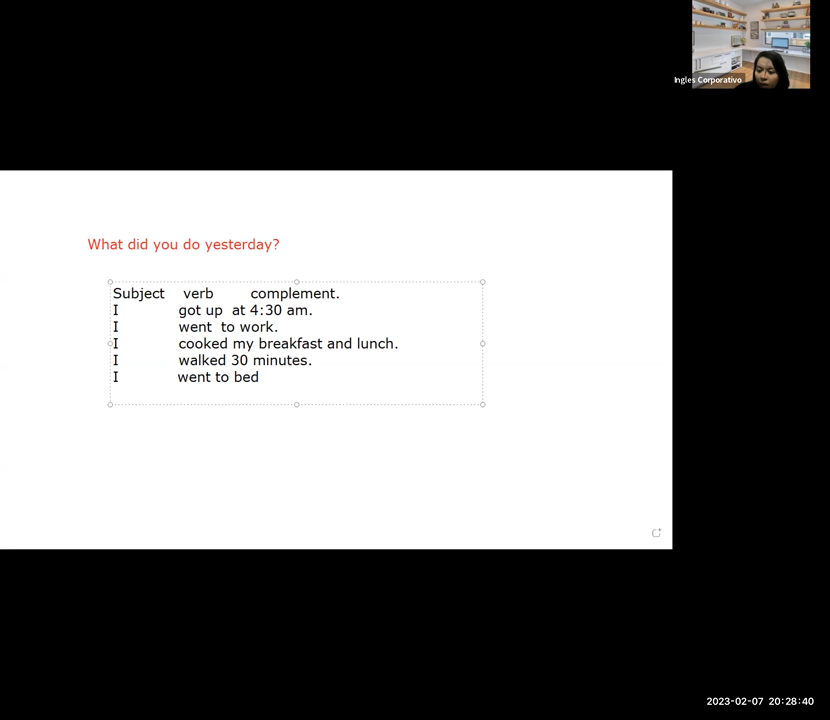 Ingles Corporativo
What did you do yesterday?
Subject verb complement.
I got up at 4:30 am.
I went to work.
I cooked my breakfast and lunch.
I walked 30 minutes.
I went to bed
2023-02-07 20:28:40